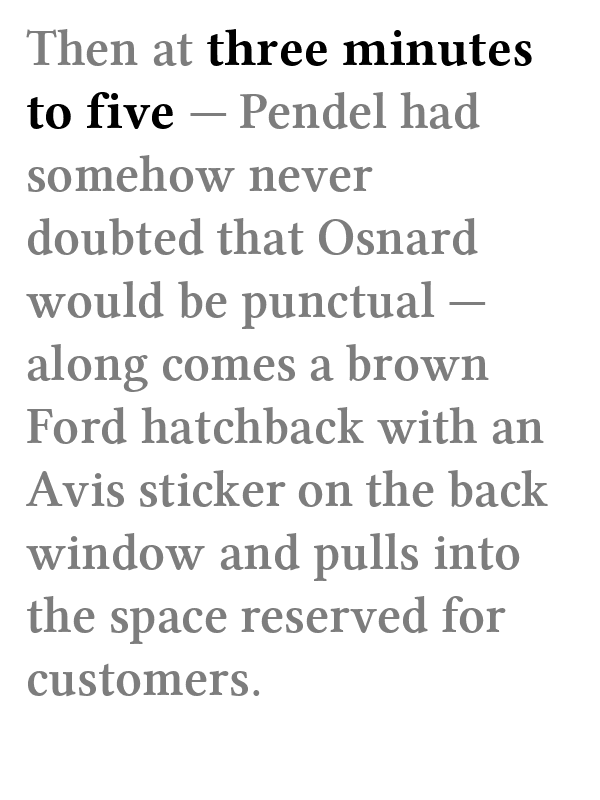 Then at three minutes
to five — Pendel had
somehow never
doubted that Osnard
would be punctual —
along comes a brown
Ford hatchback with an
Avis sticker on the back
window and pulls into
the space reserved for
customers.